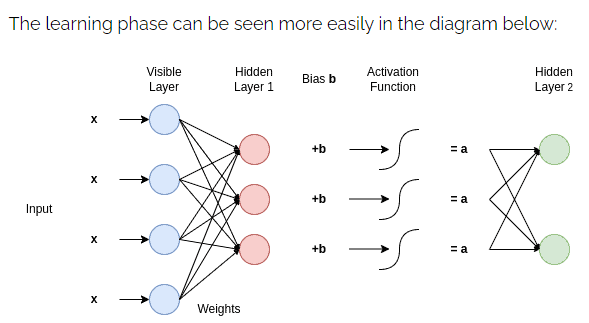 The learning phase can be seen more easily in the diagram below:
Visible
Layer
Hidden
Layer 1
Bias b
Activation
Function
Hidden
Layer 2
x
+b
= a
x
+b
= a
Input
x
+b
= a
x
Weights